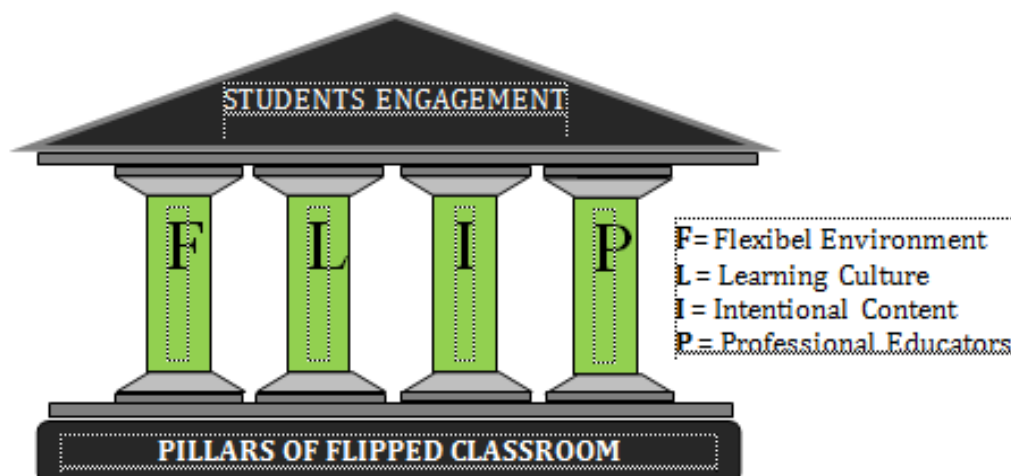 STUDENTS ENGAGEMENT
F L I P
F= Flexibel Environment
L = Learning Culture
I = Intentional Content
P = Professional Educators
PILLARS OF FLIPPED CLASSROOM